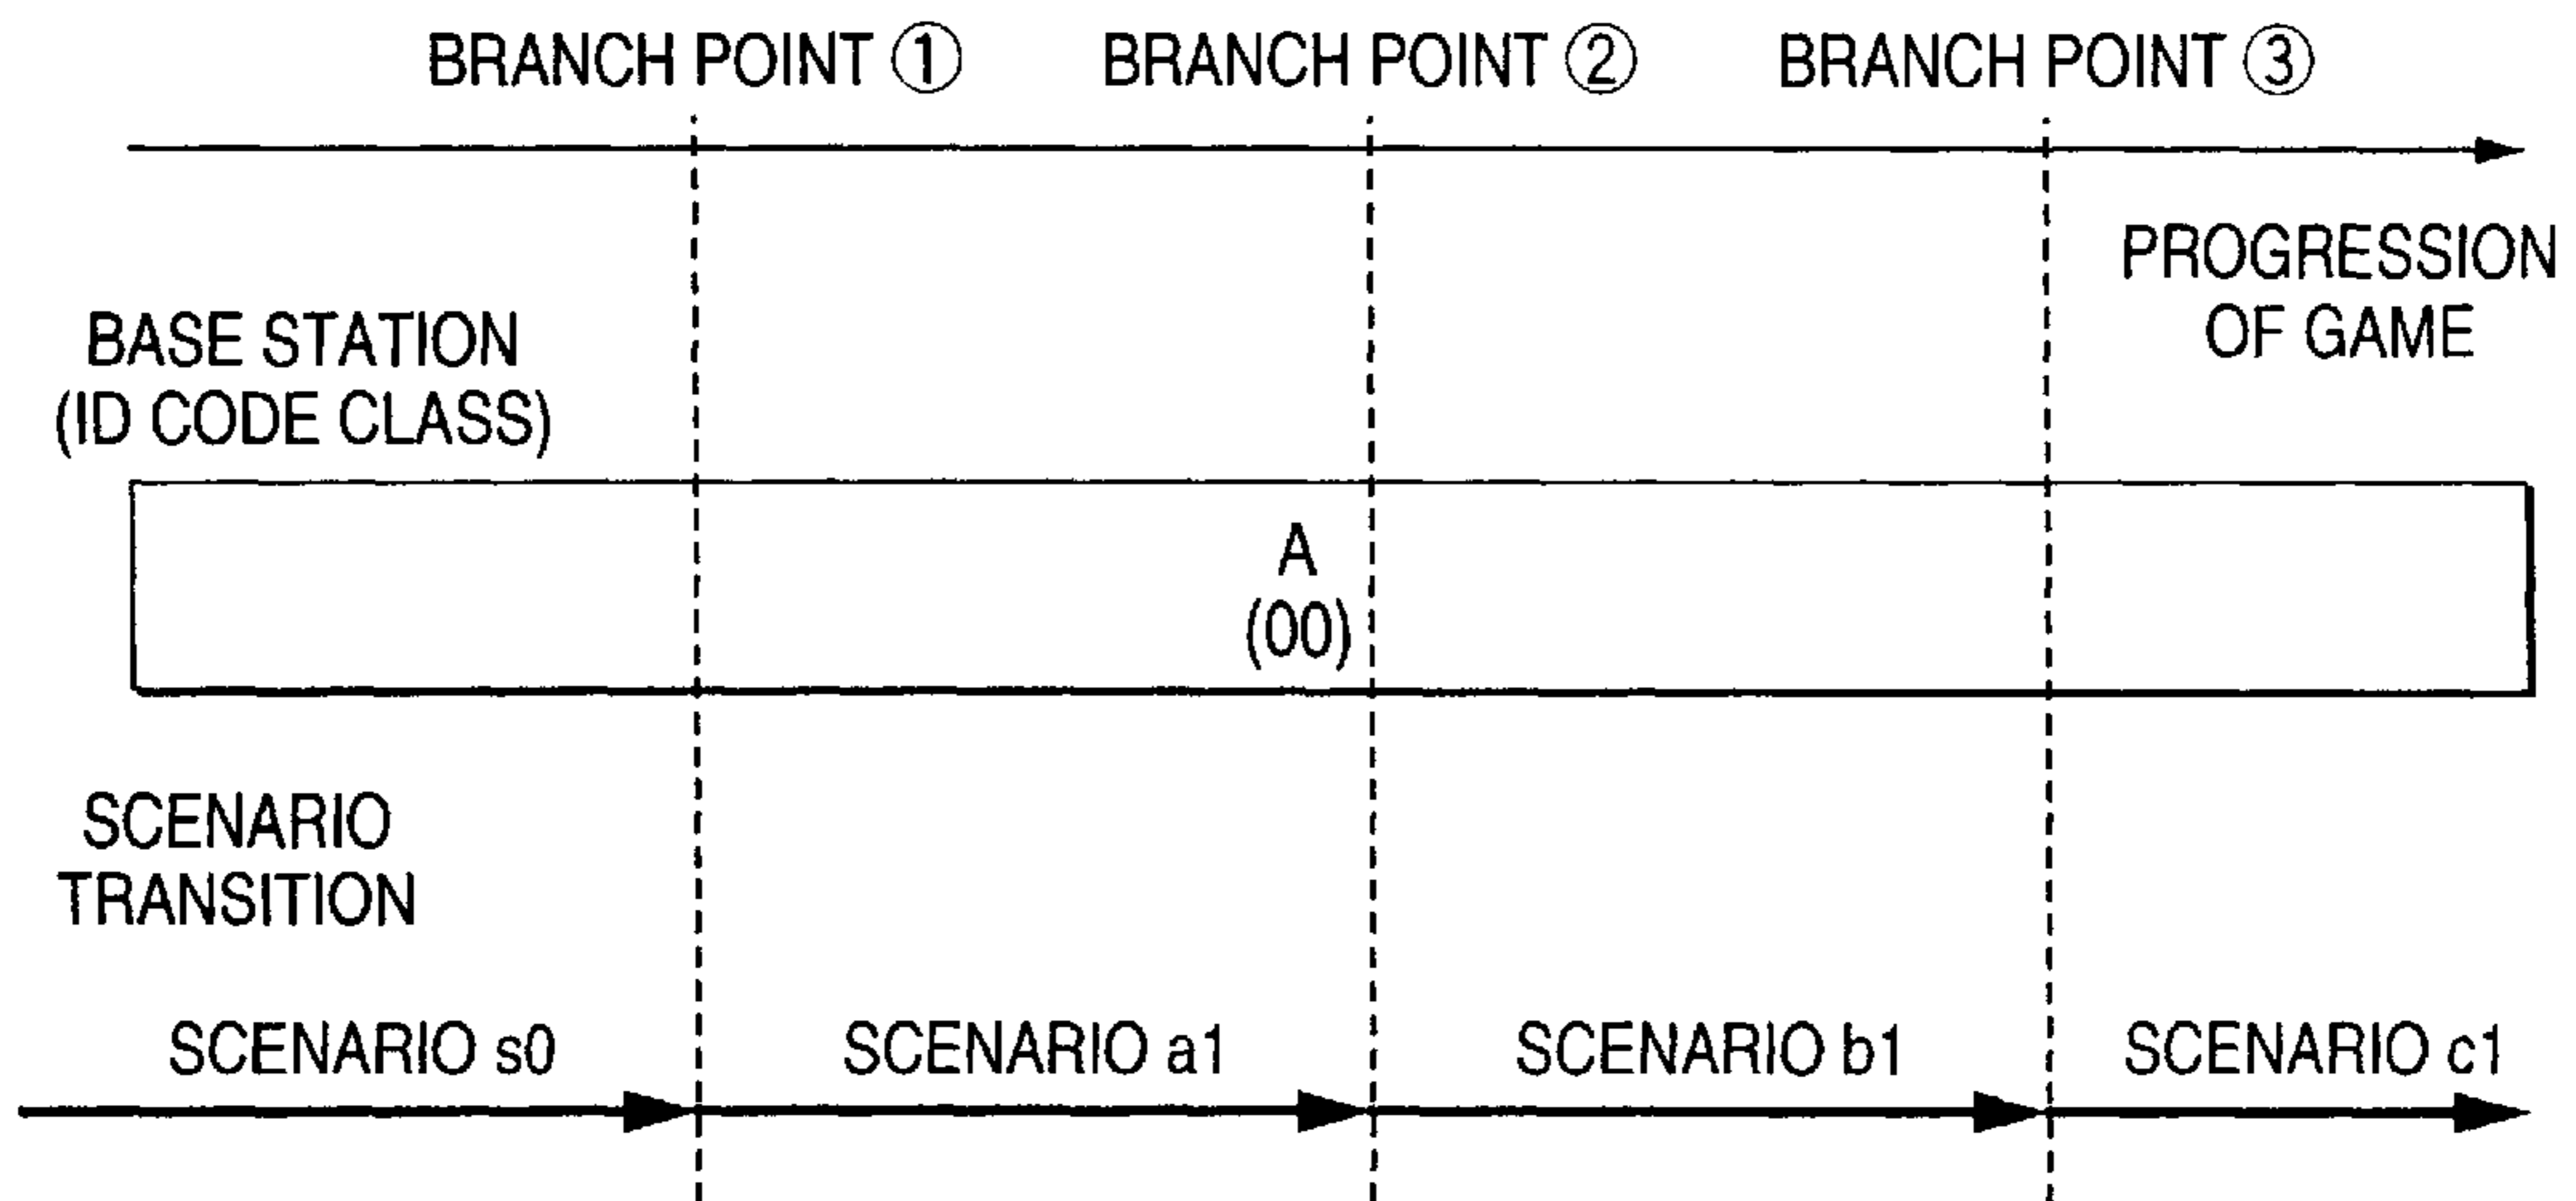 BRANCH POINT ① BRANCH POINT ② BRANCH POINT ③
PROGRESSION
OF GAME
BASE STATION
(ID CODE CLASS)
A
(00)
SCENARIO
TRANSITION
SCENARIO s0 SCENARIO a1 SCENARIO b1 SCENARIO c1